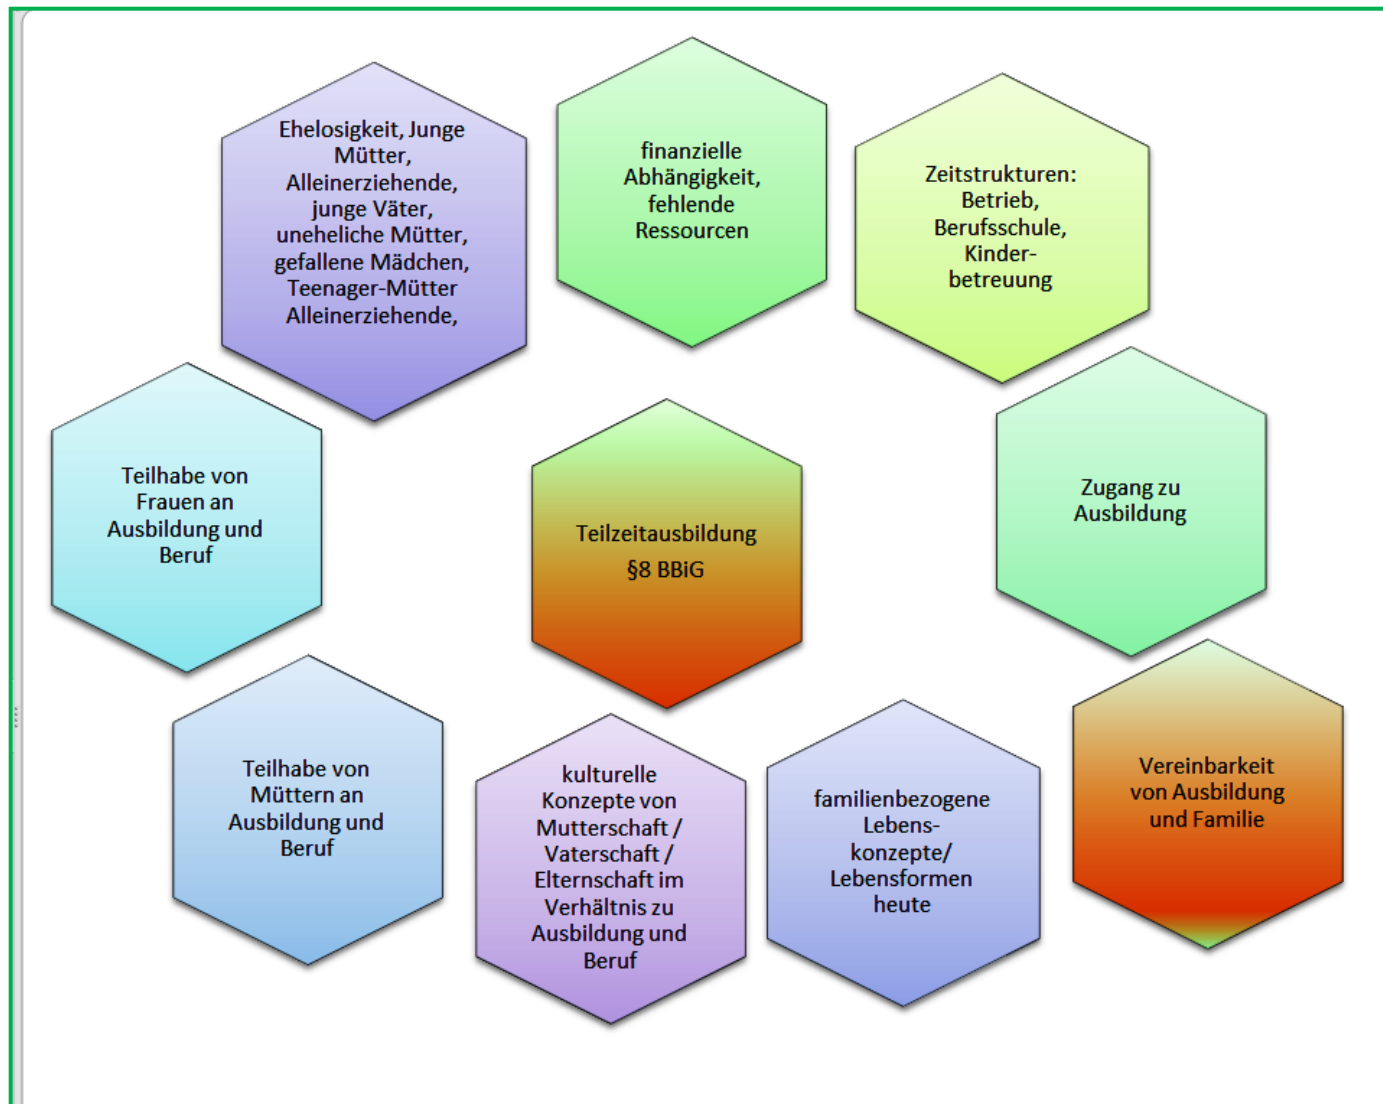 Ehelosigkeit, Junge
Mütter,
Alleinerziehende,
junge Väter,
uneheliche Mütter,
gefallene Mädchen,
Teenager-Mütter
Alleinerziehende,
finanzielle
Abhängigkeit,
fehlende
Ressourcen
Zeitstrukturen:
Betrieb,
Berufsschule,
Kinder-
betreuung
Teilhabe von
Frauen an
Ausbildung und
Beruf
Teilzeitausbildung
§8 BBiG
Zugang zu
Ausbildung
Teilhabe von
Müttern an
Ausbildung und
Beruf
kulturelle
Konzepte von
Mutterschaft /
Vaterschaft /
Elternschaft im
Verhältnis zu
Ausbildung und
Beruf
familienbezogene
Lebens-
konzepte/
Lebensformen
heute
Vereinbarkeit
von Ausbildung
und Familie